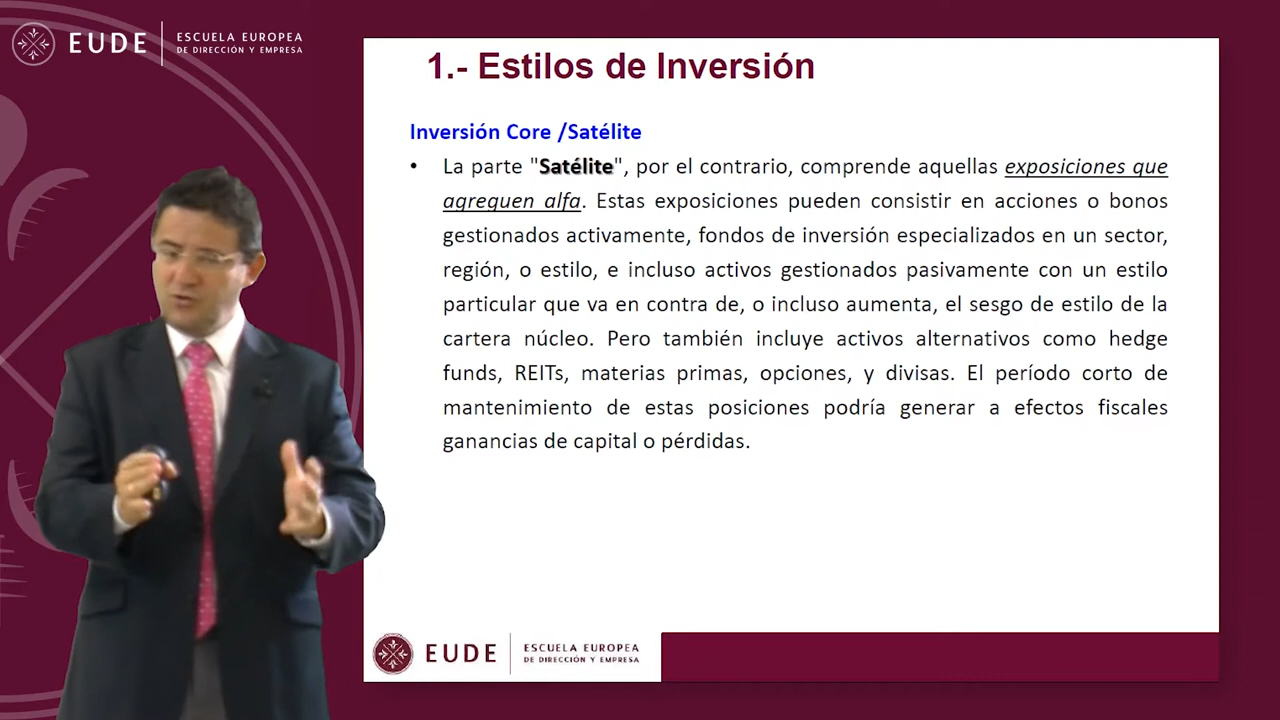 EUDE
ESCUELA EUROPEA
DE DIRECCIÓN Y EMPRESA
1.- Estilos de Inversión
Inversión Core /Satélite
• La parte "Satélite", por el contrario, comprende aquellas exposiciones que
agreguen alfa. Estas exposiciones pueden consistir en acciones o bonos
gestionados activamente, fondos de inversión especializados en un sector,
región, o estilo, e incluso activos gestionados pasivamente con un estilo
particular que va en contra de, o incluso aumenta, el sesgo de estilo de la
cartera núcleo. Pero también incluye activos alternativos como hedge
funds, REITs, materias primas, opciones, y divisas. El período corto de
mantenimiento de estas posiciones podría generar a efectos fiscales
ganancias de capital o pérdidas.
EUDE
ESCUELA EUROPEA
DE DIRECCIÓN Y EMPRESA